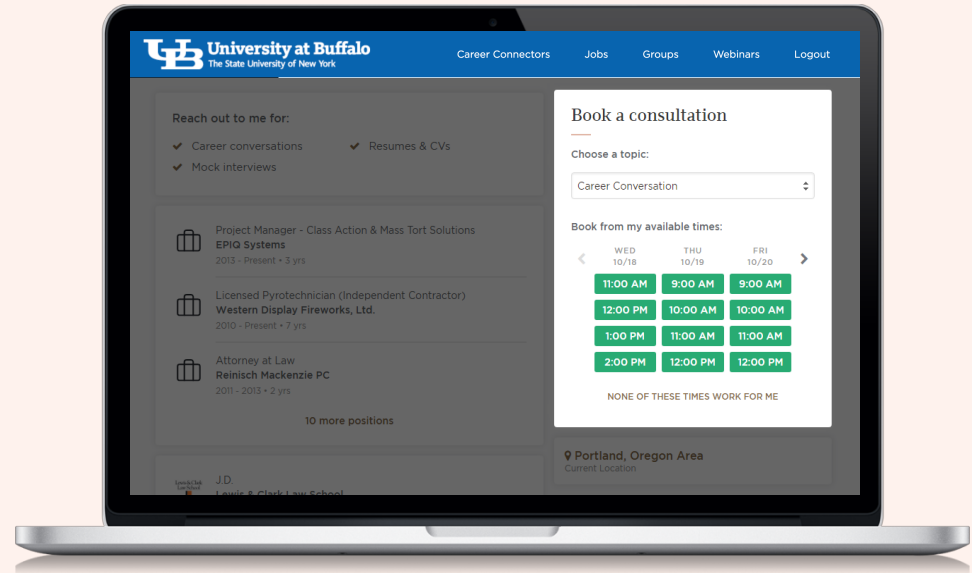 University at Buffalo
The State University of New York
Career Connectors Jobs Groups Webinars Logout
Reach out to me for:
✔ Career conversations ✔ Resumes & CVs
✔ Mock interviews
Project Manager - Class Action & Mass Tort Solutions
EPIQ Systems
2013 - Present • 3 yrs
Licensed Pyrotechnician (Independent Contractor)
Western Display Fireworks, Ltd.
2010 - Present • 7 yrs
Attorney at Law
Reinisch Mackenzie PC
2011 - 2013 • 2 yrs
10 more positions
J.D.
Lewis & Clark Law School
Book a consultation
Choose a topic:
Career Conversation
Book from my available times:
WED THU FRI
10/18 10/19 10/20
11:00 AM 9:00 AM 9:00 AM
12:00 PM 10:00 AM 10:00 AM
1:00 PM 11:00 AM 11:00 AM
2:00 PM 12:00 PM 12:00 PM
NONE OF THESE TIMES WORK FOR ME
Portland, Oregon Area
Current Location